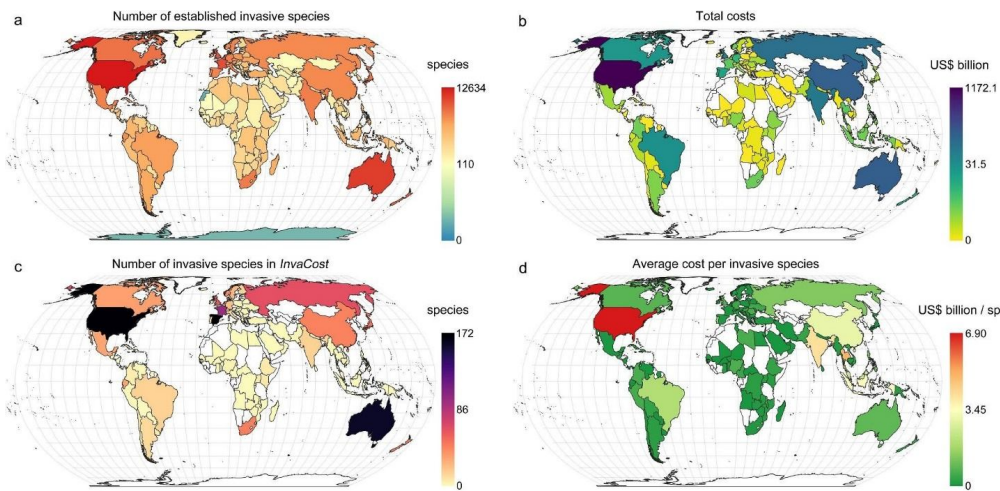 a Number of established invasive species
species
12634
110
0
b Total costs
US$ billion
1172.1
31.5
0
c Number of invasive species in InvaCost
species
172
86
0
d Average cost per invasive species
US$ billion / sp
6.90
3.45
0